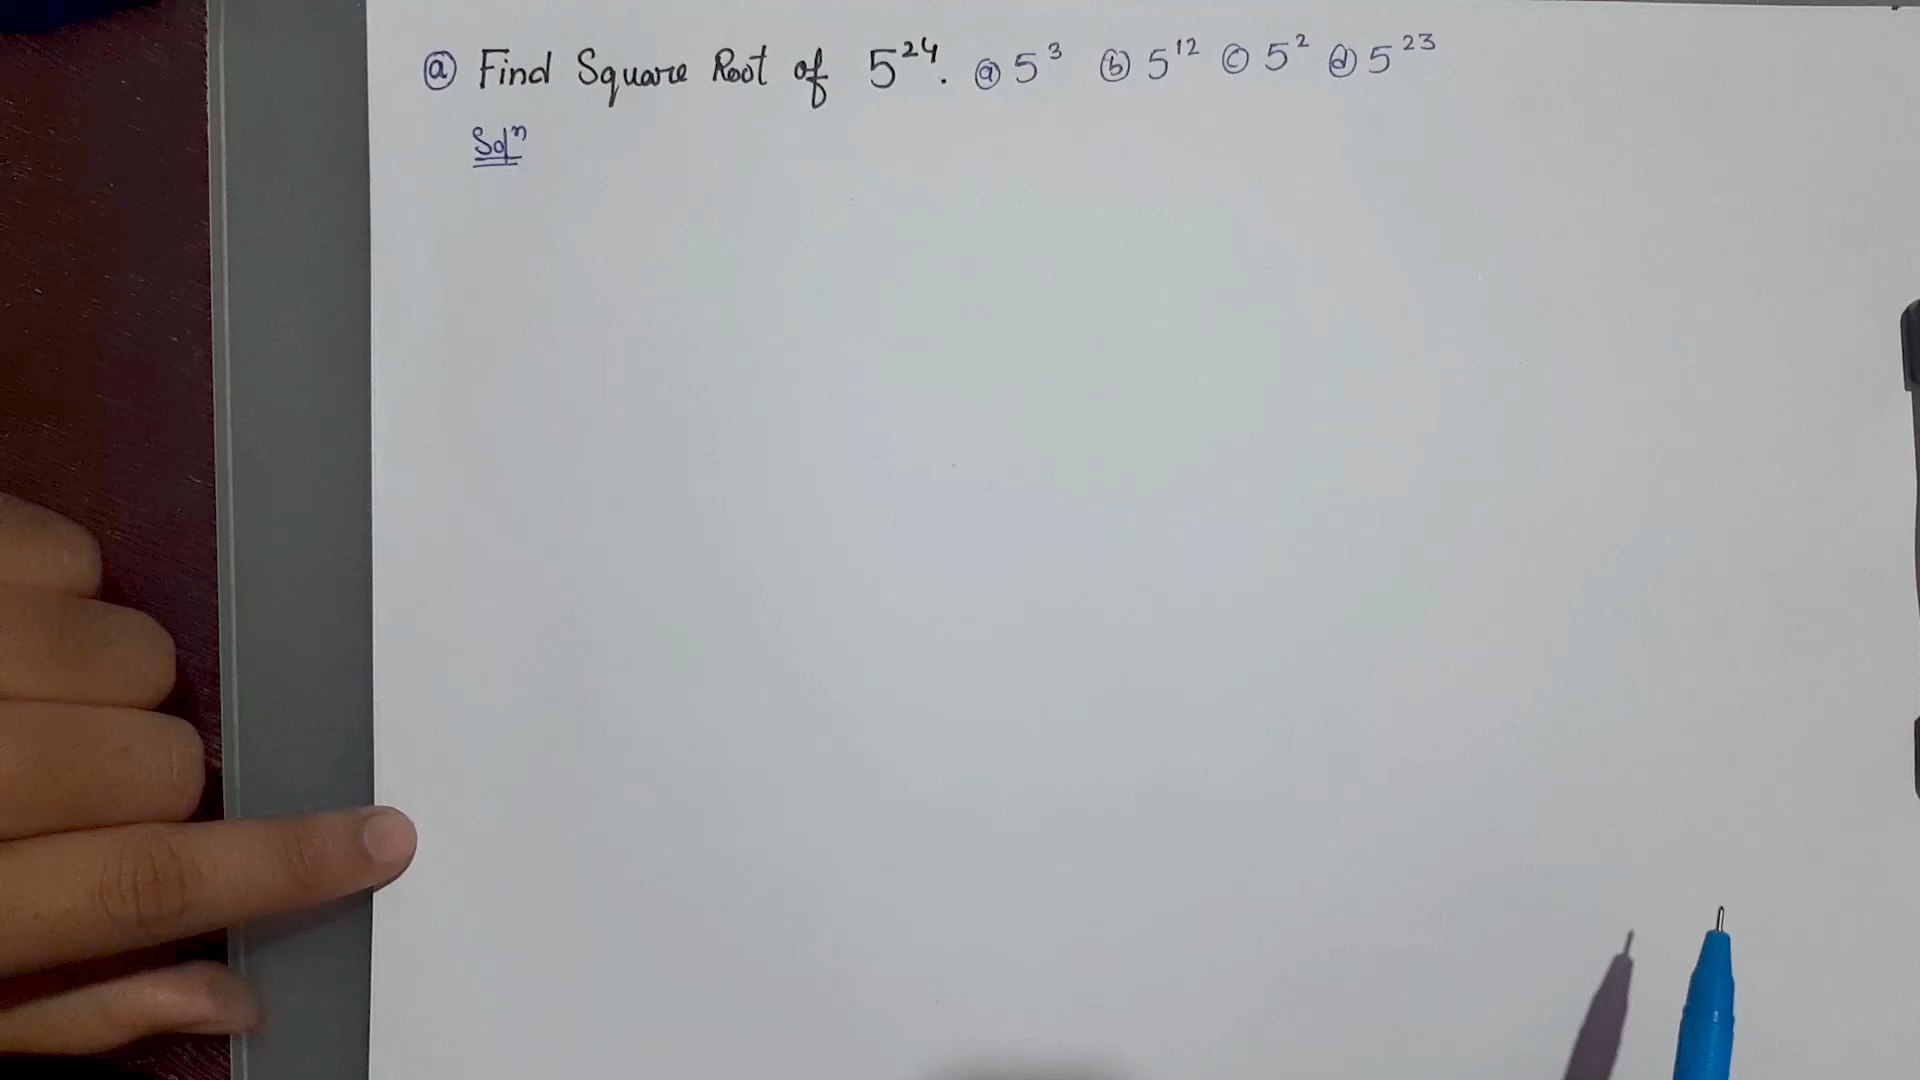 ⓐ Find Square Root of 5²⁴. ⓐ 5³ ⓑ 5¹² ⓒ 5² ⓓ 5²³
Solⁿ